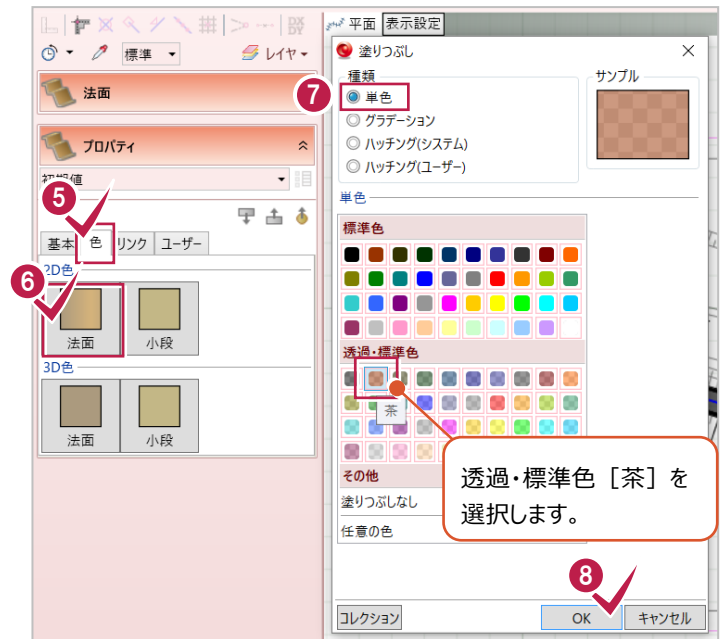 平面 表示設定
標準 レイヤ
法面
プロパティ
初期値
5
基本 色 リンク ユーザー
2D色
6
法面 小段
3D色
法面 小段
塗りつぶし
種類
7
単色
グラデーション
ハッチング(システム)
ハッチング(ユーザー)
サンプル
単色
標準色
透過・標準色
茶
透過・標準色［茶］を
選択します。
その他
塗りつぶしなし
任意の色
8
コレクション OK キャンセル